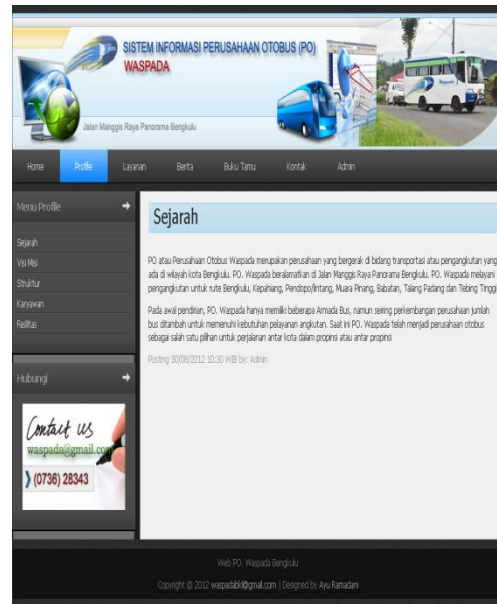 SISTEM INFORMASI PERUSAHAAN OTOBUS (PO)
WASPADA
Jalan Manggis Raya Panorama Bengkulu
Home Profile Layanan Berita Buku Tamu Kontak Admin
Menu Profile
Sejarah
Visi Misi
Struktur
Karyawan
Fasilitas
Hubungi
Contact us
waspada@gmail.com
(0736) 28343
Sejarah
PO atau Perusahaan Otobus Waspada merupakan perusahaan yang bergerak di bidang transportasi atau pengangkutan yang
ada di wilayah kota Bengkulu. PO. Waspada beralamatkan di Jalan Manggis Raya Panorama Bengkulu. PO. Waspada melayani
pengangkutan untuk rute Bengkulu, Kepahiang, Pendopo/lintang, Muara Pinang, Babatan, Talang Padang dan Tebing Tinggi
Pada awal pendirian, PO. Waspada hanya memiliki beberapa Armada Bus, namun seiring perkembangan perusahaan jumlah
bus ditambah untuk memenuhi kebutuhan pelayanan angkutan. Saat ini PO. Waspada telah menjadi perusahaan otobus
sebagai salah satu pilihan untuk perjalanan antar kota dalam propinsi atau antar propinsi
Posting 30/08/2012 10:30 WIB by: Admin
Web PO. Waspada Bengkulu
Copyright © 2012 waspadabkl@gmail.com | Designed by Ayu Ramadani